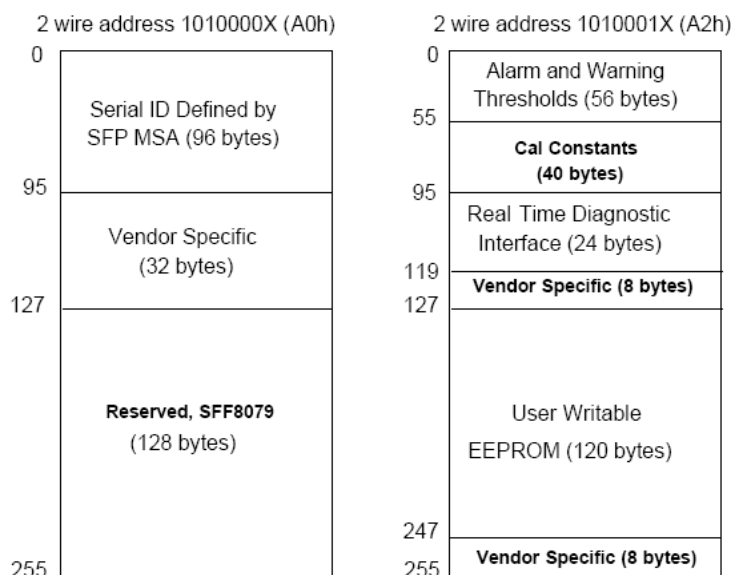 2 wire address 1010000X (A0h)
0
Serial ID Defined by
SFP MSA (96 bytes)
95
Vendor Specific
(32 bytes)
127
Reserved, SFF8079
(128 bytes)
255
2 wire address 1010001X (A2h)
0
Alarm and Warning
Thresholds (56 bytes)
55
Cal Constants
(40 bytes)
95
Real Time Diagnostic
Interface (24 bytes)
119
Vendor Specific (8 bytes)
127
User Writable
EEPROM (120 bytes)
247
Vendor Specific (8 bytes)
255